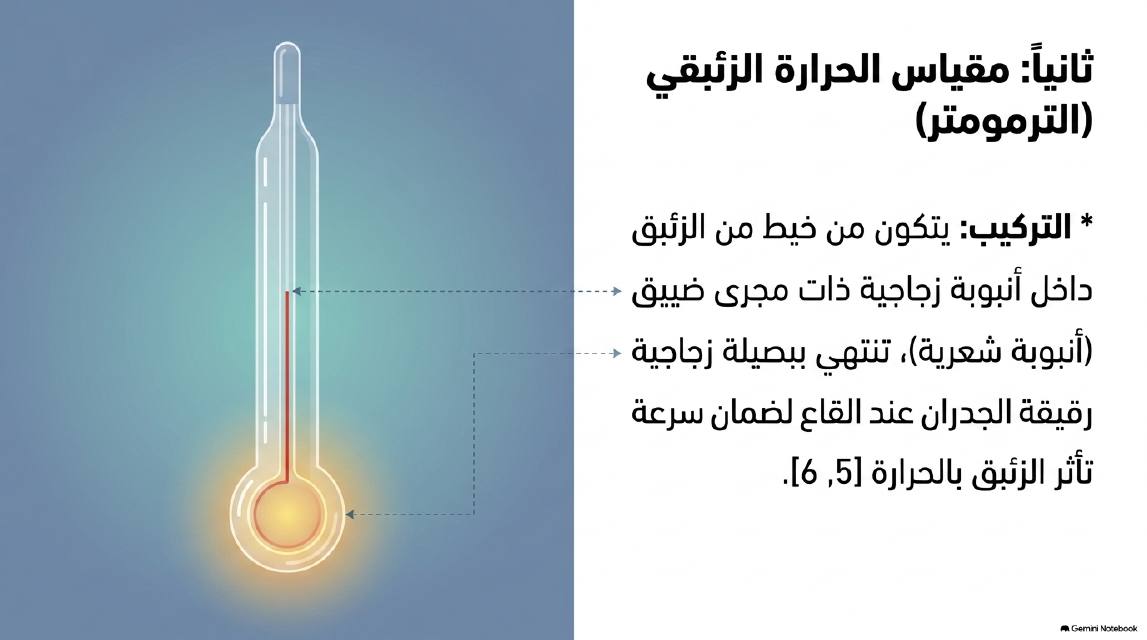 ثانياً: مقياس الحرارة الزئبقي
(الترمومتر)
* التركيب: يتكون من خيط من الزئبق
داخل أنبوبة زجاجية ذات مجرى ضييق
(أنبوبة شعرية)، تنتهي ببصيلة زجاجية
رقيقة الجدران عند القاع لضمان سرعة
تأثر الزئبق بالحرارة [5, 6].
Gemini Notebook